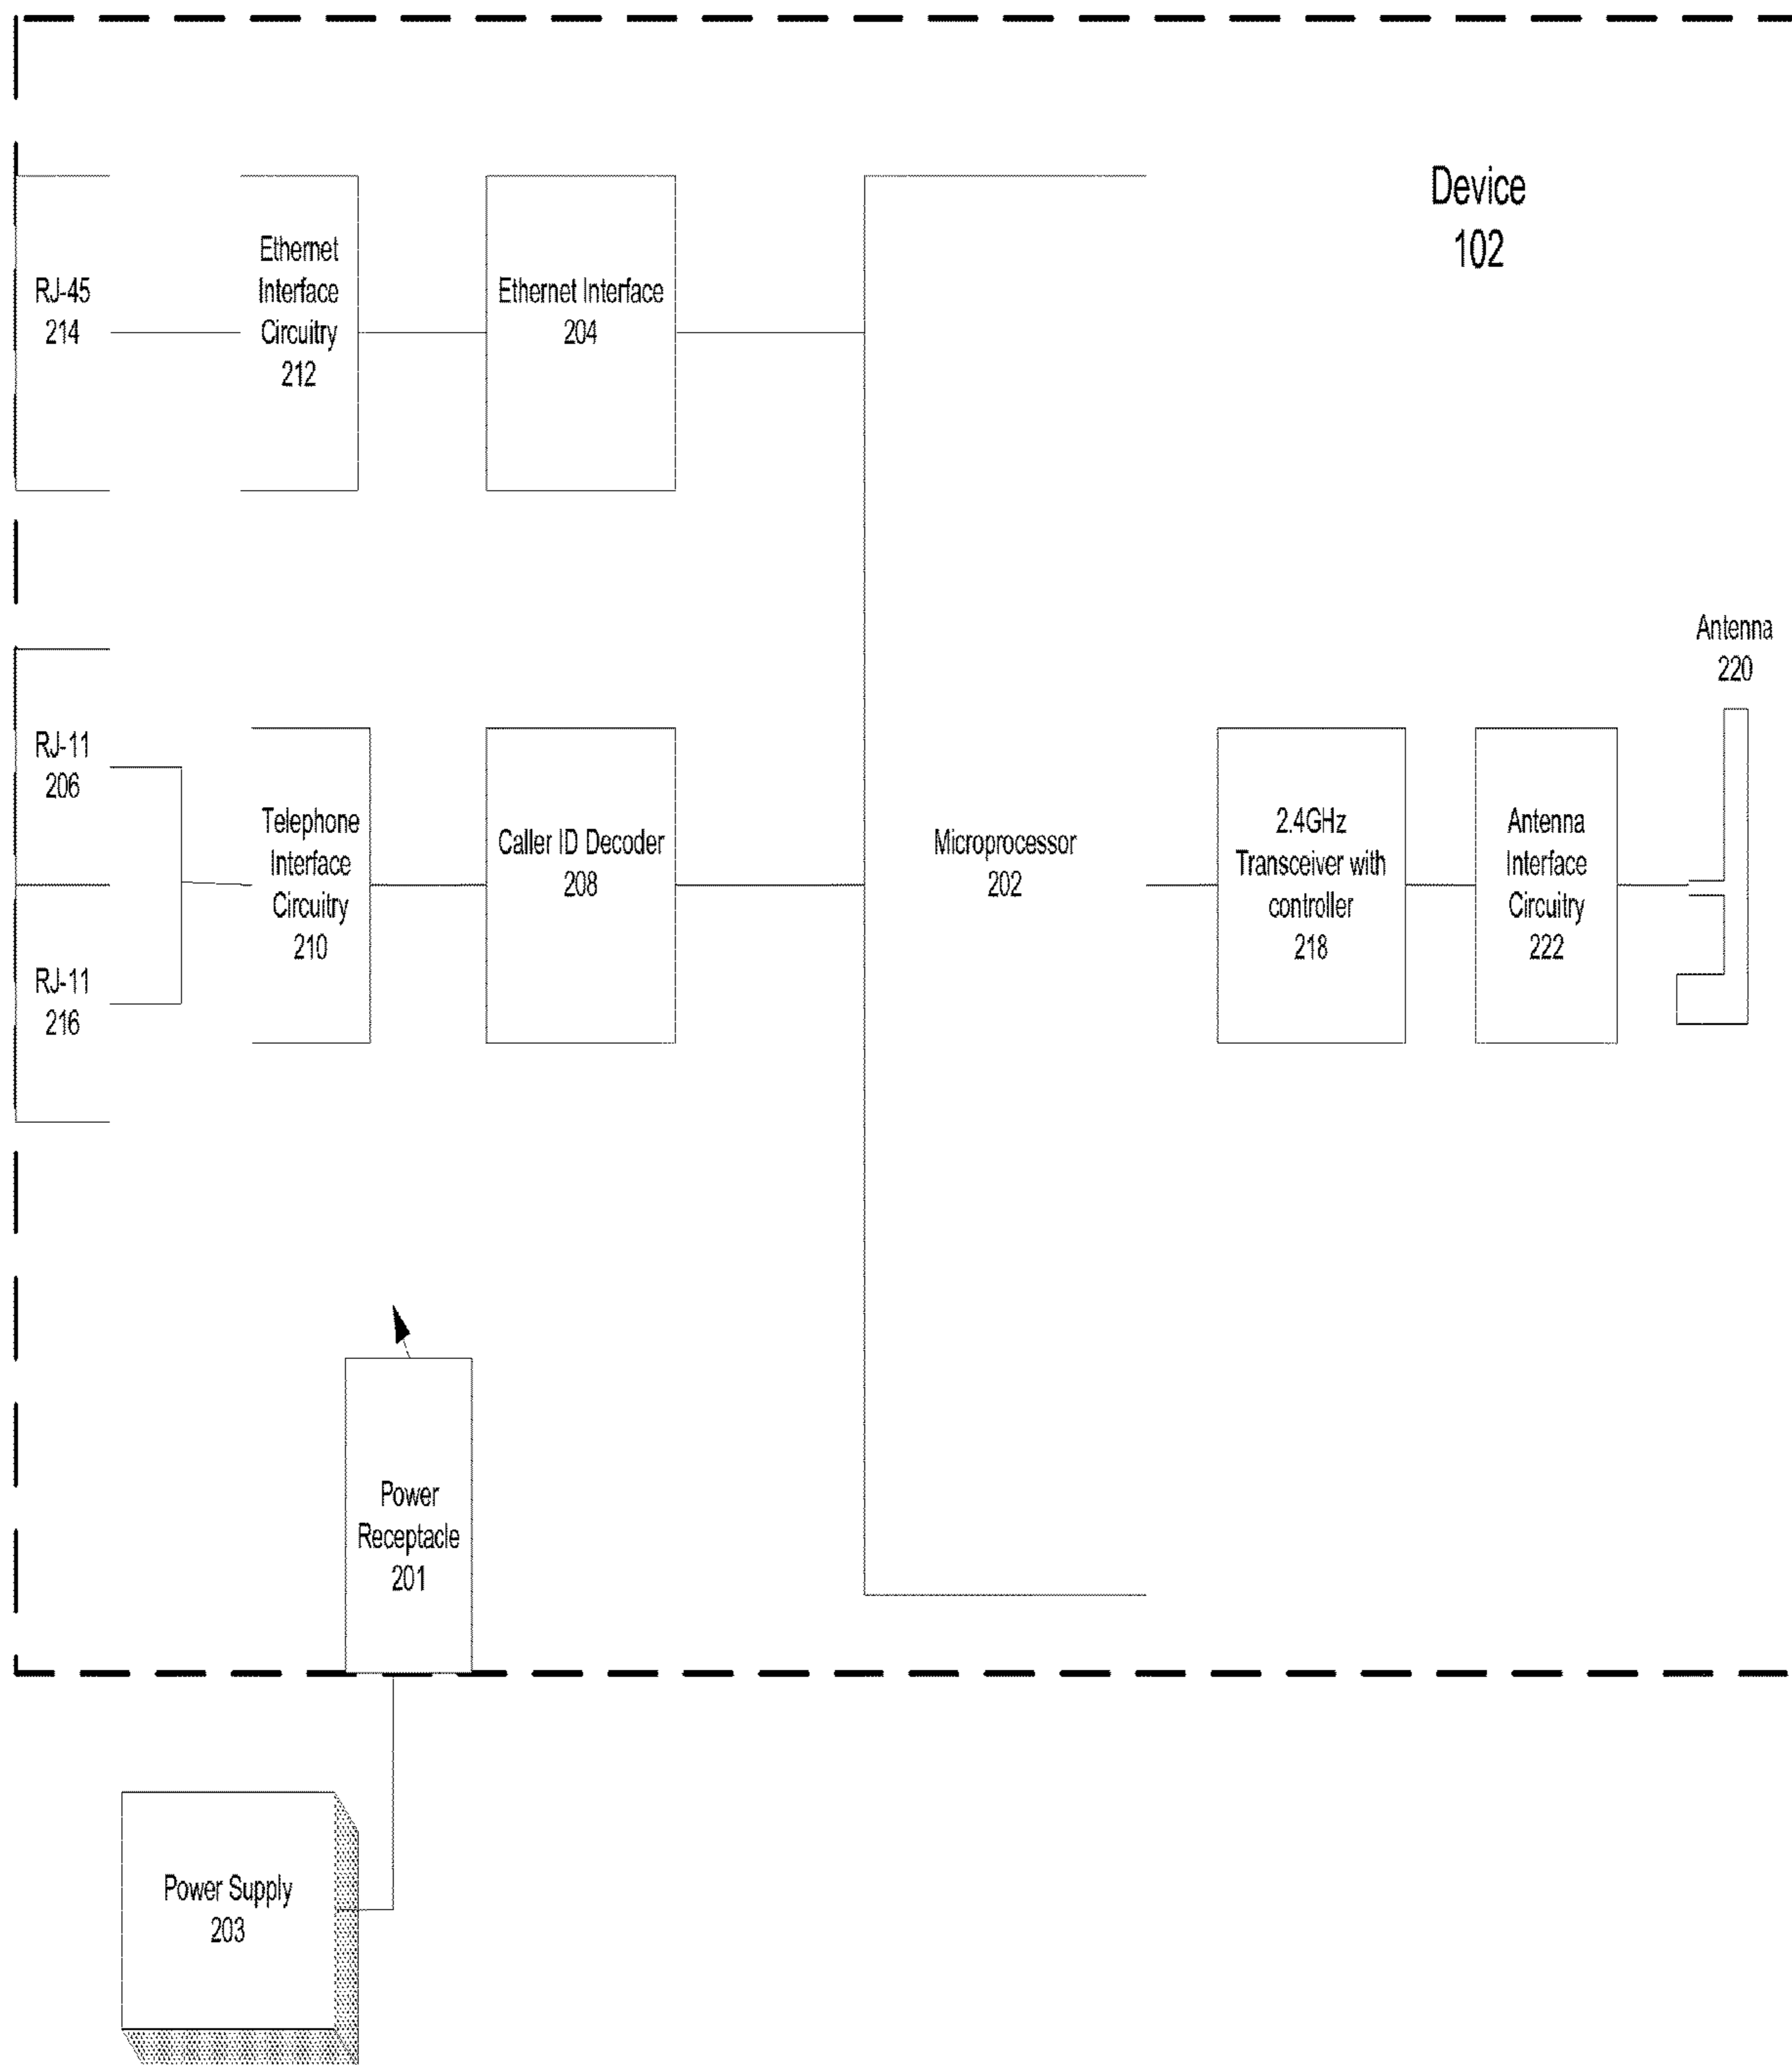 Device
102
RJ-45
214
Ethernet
Interface
Circuitry
212
Ethernet Interface
204
Antenna
220
RJ-11
206
RJ-11
216
Telephone
Interface
Circuitry
210
Caller ID Decoder
208
Microprocessor
202
2.4GHz
Transceiver with
controller
218
Antenna
Interface
Circuitry
222
Power
Receptacle
201
Power Supply
203